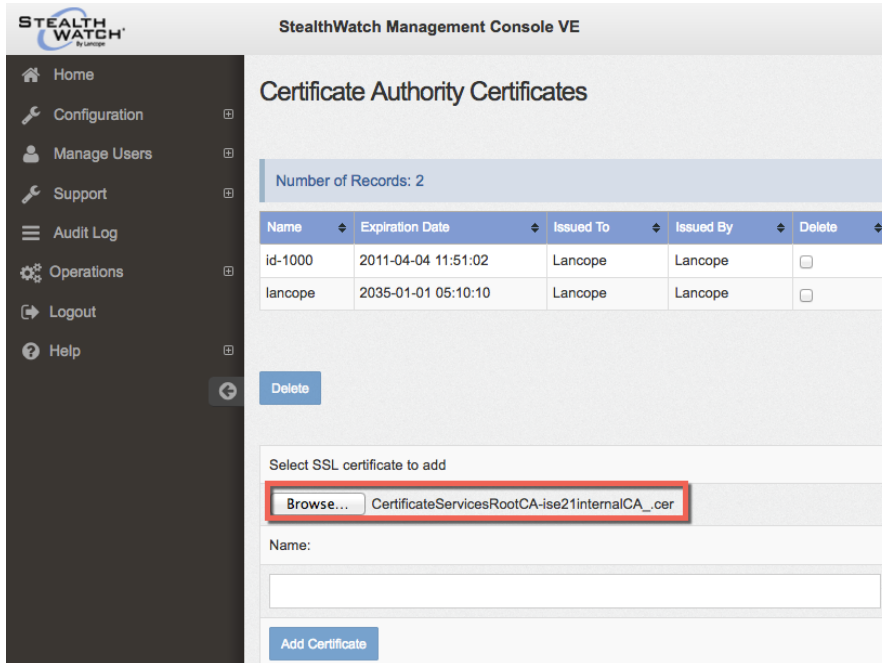 STEALTH
WATCH
By Lancope
StealthWatch Management Console VE
Home
Configuration
Manage Users
Support
Audit Log
Operations
Logout
Help
Certificate Authority Certificates
Number of Records: 2
Name Expiration Date Issued To Issued By Delete
id-1000 2011-04-04 11:51:02 Lancope Lancope
lancope 2035-01-01 05:10:10 Lancope Lancope
Delete
Select SSL certificate to add
Browse... CertificateServicesRootCA-ise21internalCA_.cer
Name:
Add Certificate